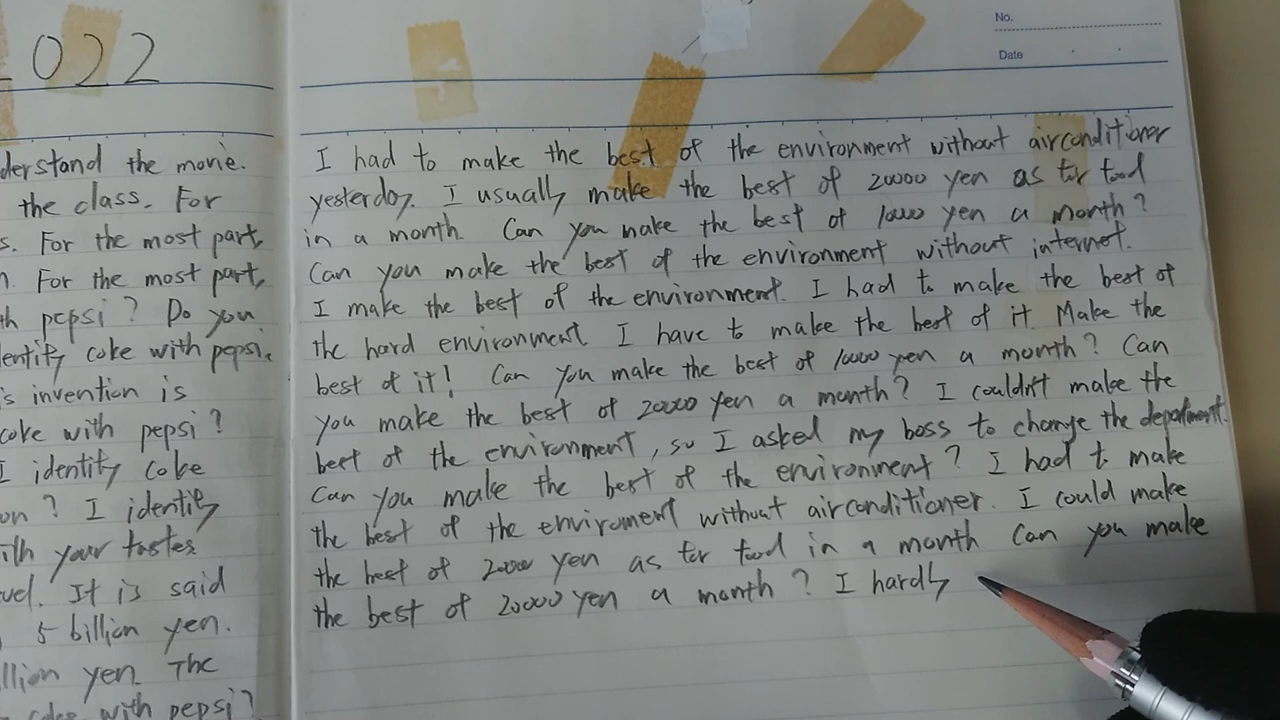 022
derstand the movie.
the class. For
s. For the most part,
n. For the most part,
th pepsi? Do you
dentify coke with pepsi.
is invention is
coke with pepsi?
I identify coke
on? I identify
ith your tastes
vel. It is said
5 billion yen.
llion yen. The
coke with pepsi?
No.
Date
I had to make the best of the environment without airconditioner
yesterday. I usually make the best of 20000 yen as for food
in a month. Can you make the best of 10000 yen a month?
Can you make the best of the environment without internet.
I make the best of the environment. I had to make the best of
the hard environment. I have to make the best of it. Make the
best of it! Can you make the best of 10000 yen a month? Can
you make the best of 20000 yen a month? I couldn't make the
best of the environment, so I asked my boss to change the department.
Can you make the best of the environment? I had to make
the best of the enviroment without airconditioner. I could make
the best of 20000 yen as for food in a month. Can you make
the best of 20000 yen a month? I hardly